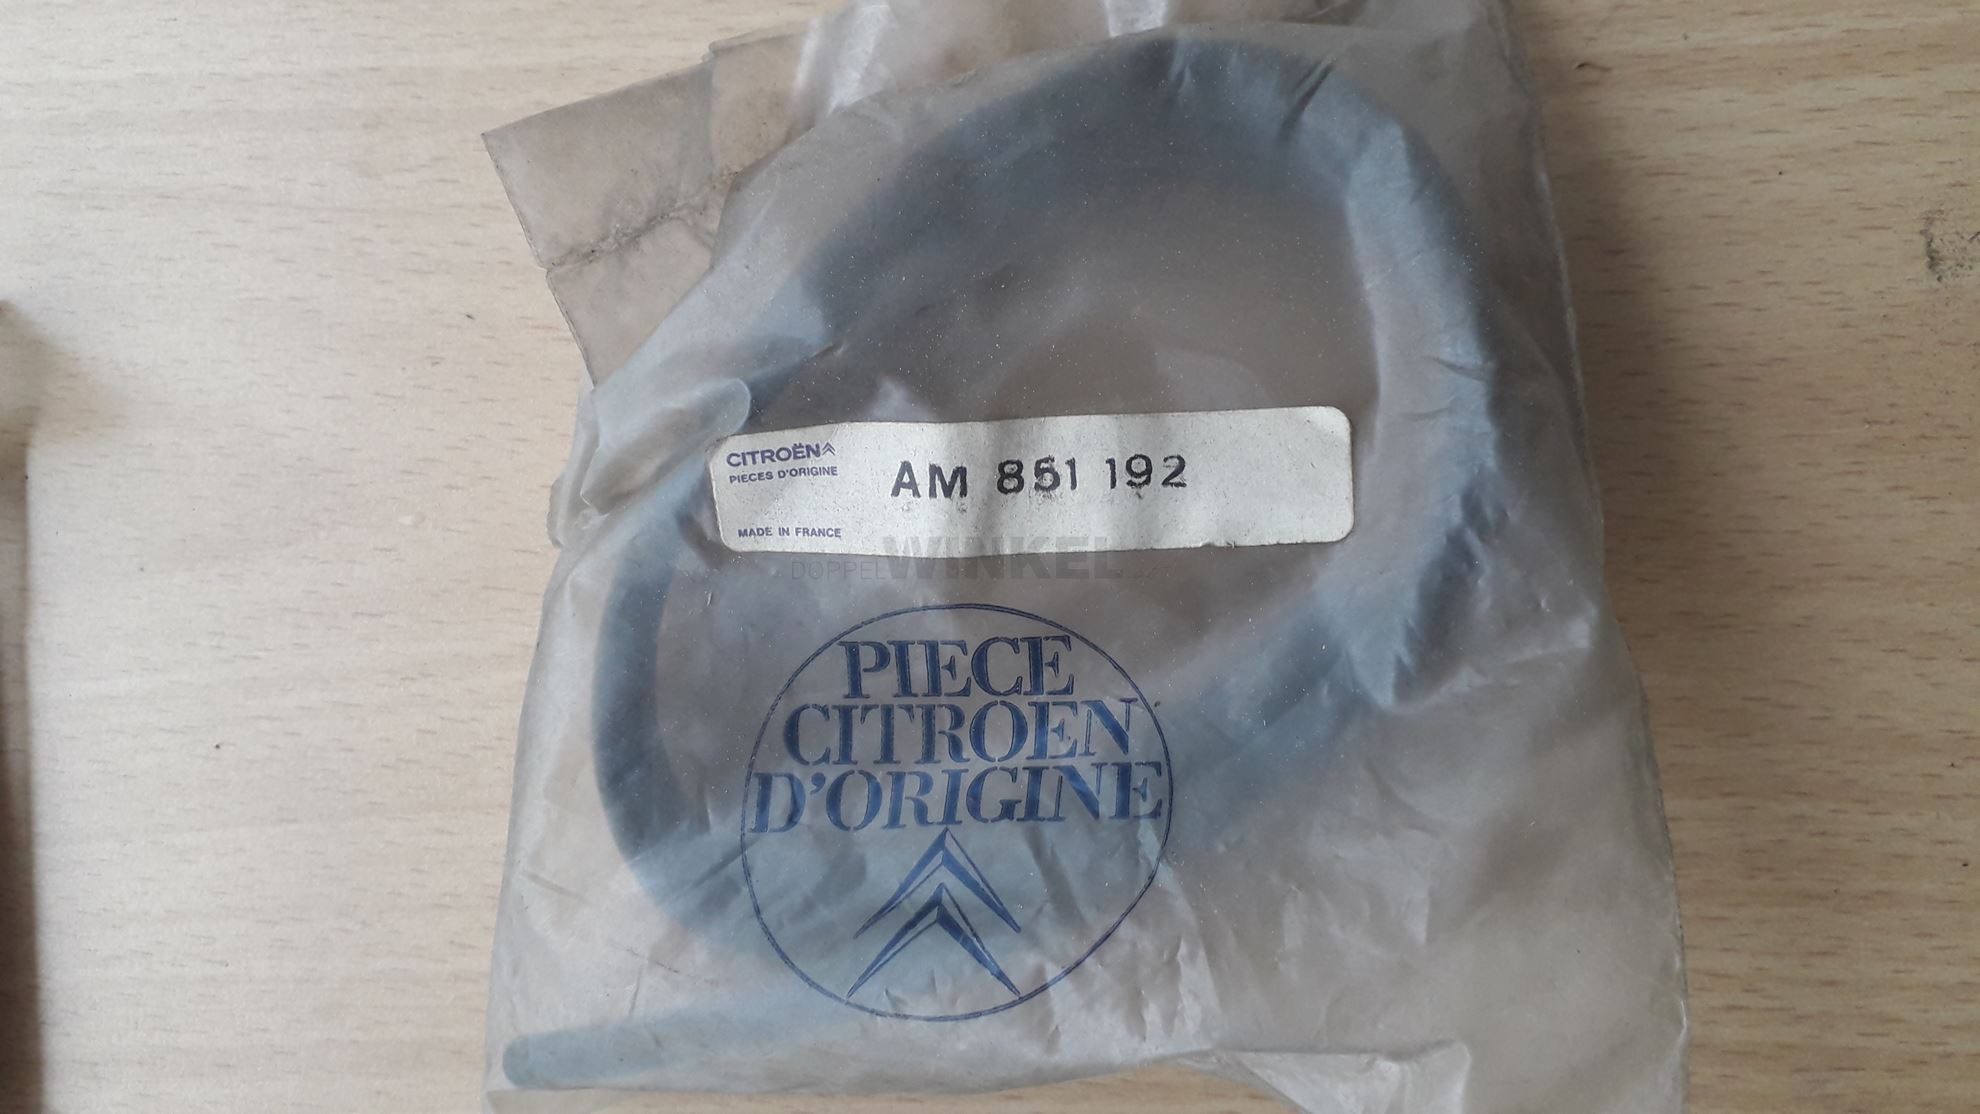 CITROËN
PIECES D'ORIGINE
AM 851 192
MADE IN FRANCE
DOPPELWINKEL
PIECE
CITROEN
D'ORIGINE